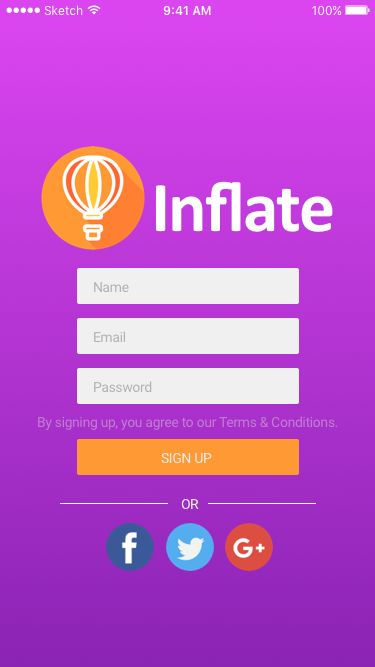 Sketch 9:41 AM 100%
Inflate
Name
Email
Password
By signing up, you agree to our Terms & Conditions.
SIGN UP
OR
f G+